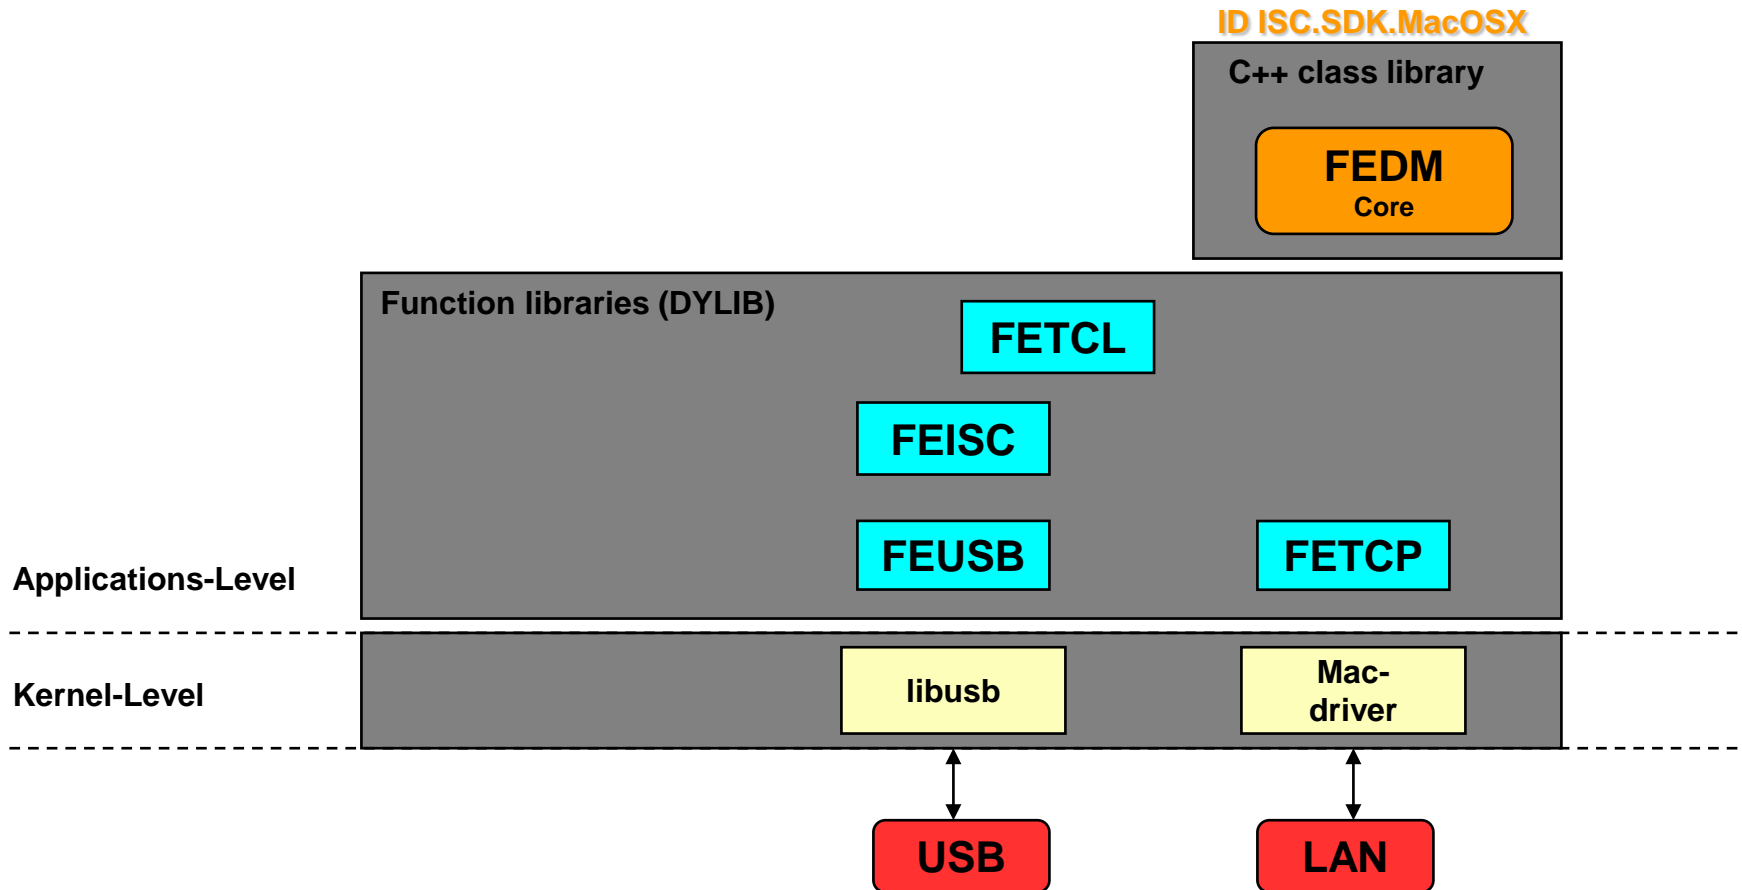 ID ISC.SDK.MacOSX
C++ class library
FEDM
Core
Function libraries (DYLIB)
FETCL
FEISC
FEUSB
FETCP
Applications-Level
Kernel-Level
libusb
Mac-
driver
USB
LAN